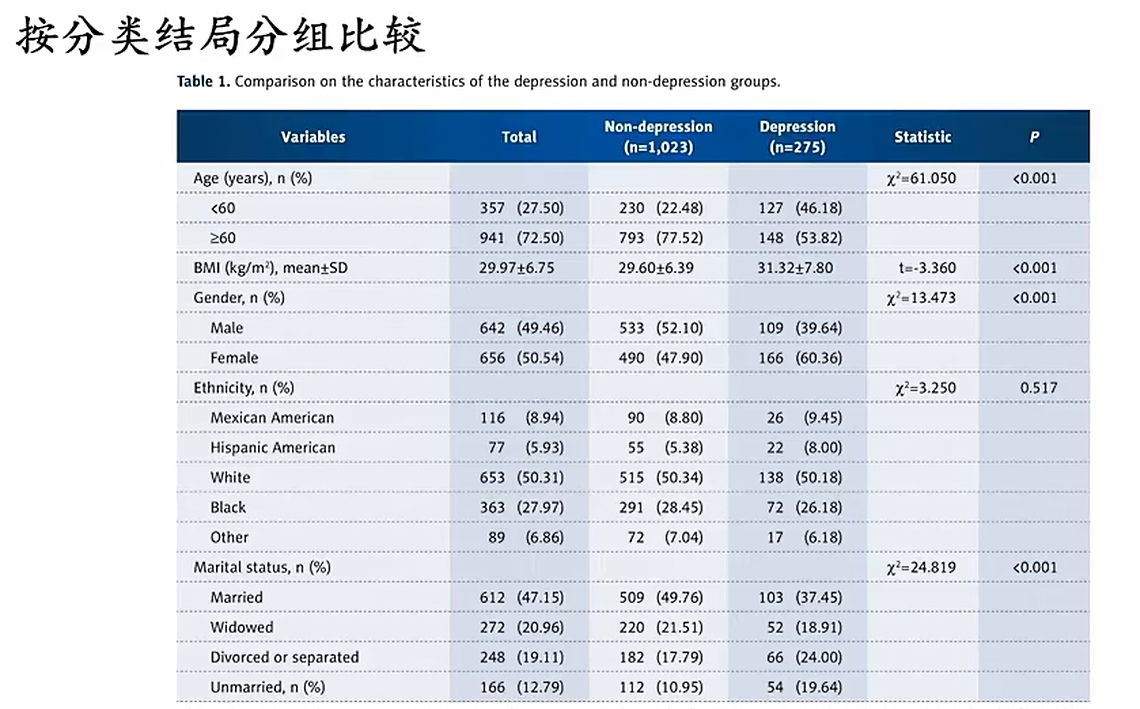 按分类结局分组比较
Table 1. Comparison on the characteristics of the depression and non-depression groups.
Variables Total Non-depression (n=1,023) Depression (n=275) Statistic P
Age (years), n (%) χ²=61.050 <0.001
<60 357 (27.50) 230 (22.48) 127 (46.18)
≥60 941 (72.50) 793 (77.52) 148 (53.82)
BMI (kg/m²), mean±SD 29.97±6.75 29.60±6.39 31.32±7.80 t=-3.360 <0.001
Gender, n (%) χ²=13.473 <0.001
Male 642 (49.46) 533 (52.10) 109 (39.64)
Female 656 (50.54) 490 (47.90) 166 (60.36)
Ethnicity, n (%) χ²=3.250 0.517
Mexican American 116 (8.94) 90 (8.80) 26 (9.45)
Hispanic American 77 (5.93) 55 (5.38) 22 (8.00)
White 653 (50.31) 515 (50.34) 138 (50.18)
Black 363 (27.97) 291 (28.45) 72 (26.18)
Other 89 (6.86) 72 (7.04) 17 (6.18)
Marital status, n (%) χ²=24.819 <0.001
Married 612 (47.15) 509 (49.76) 103 (37.45)
Widowed 272 (20.96) 220 (21.51) 52 (18.91)
Divorced or separated 248 (19.11) 182 (17.79) 66 (24.00)
Unmarried, n (%) 166 (12.79) 112 (10.95) 54 (19.64)